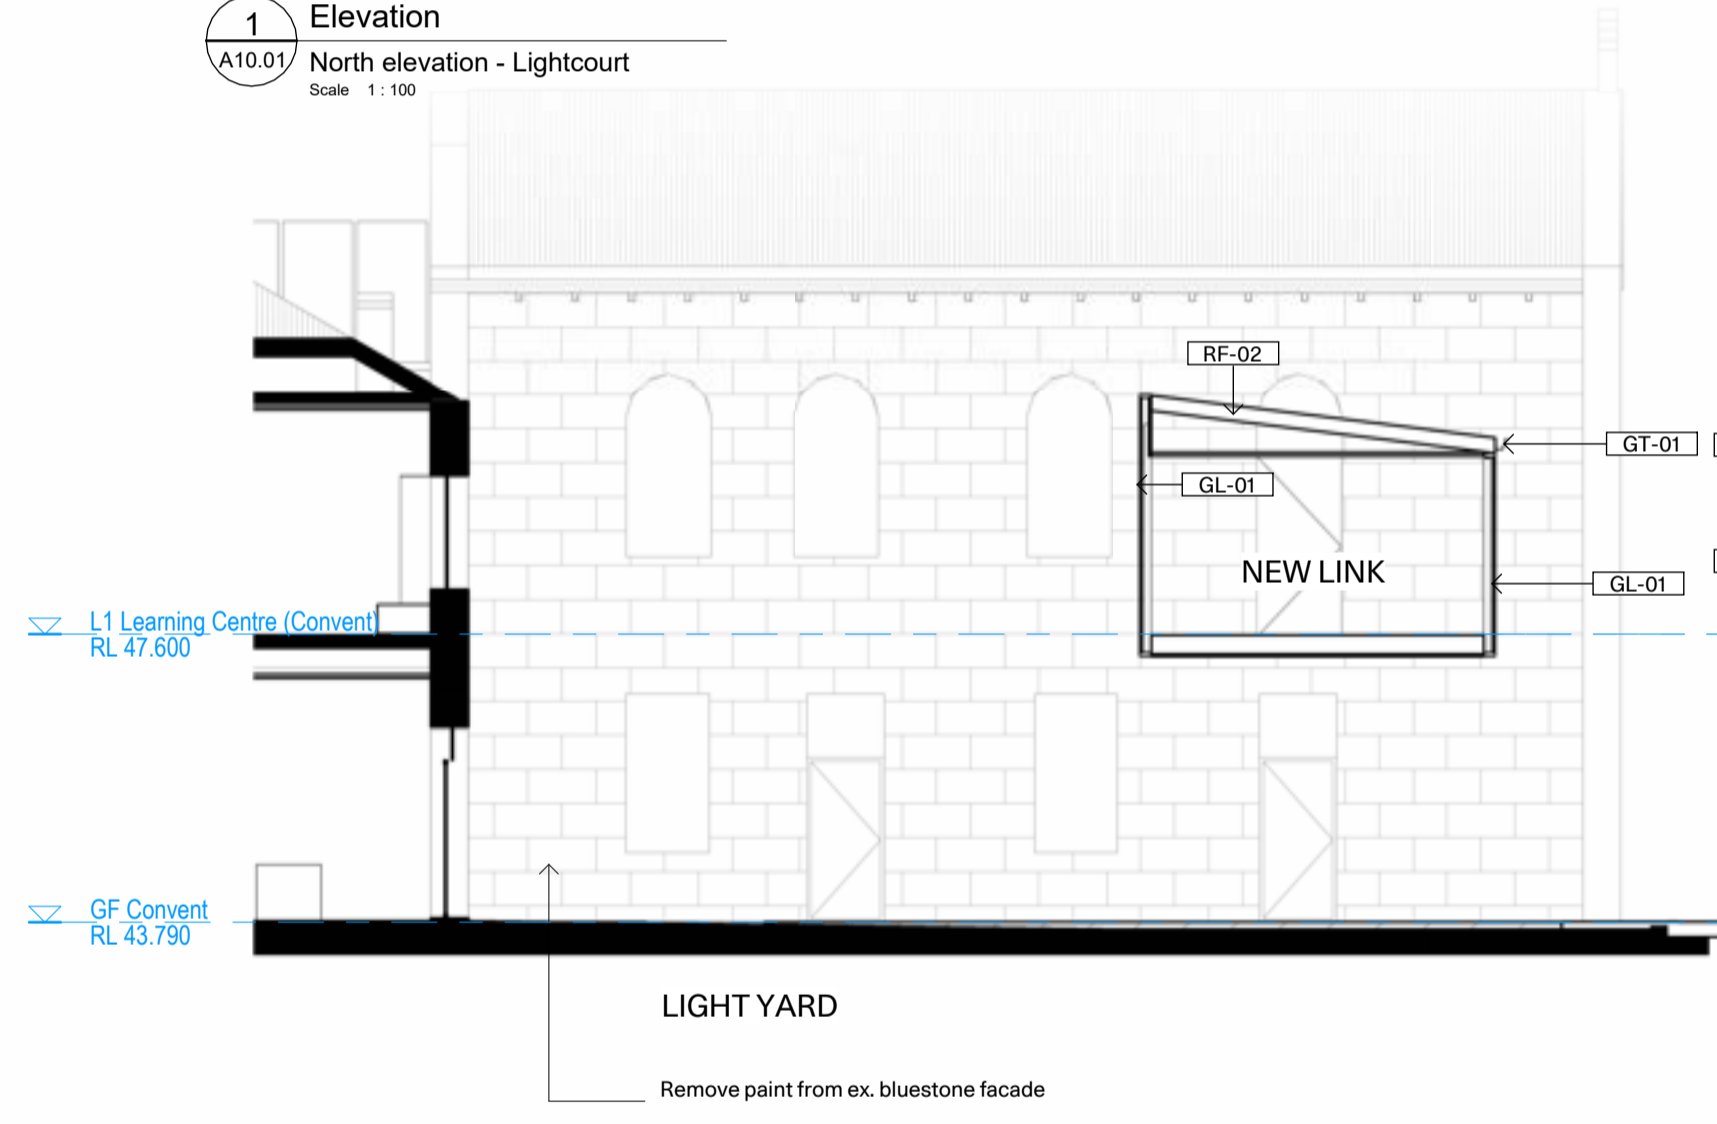 1
A10.01
Elevation
North elevation - Lightcourt
Scale 1 : 100
RF-02
GT-01
GL-01
NEW LINK
GL-01
L1 Learning Centre (Convent)
RL 47.600
GF Convent
RL 43.790
LIGHT YARD
Remove paint from ex. bluestone facade